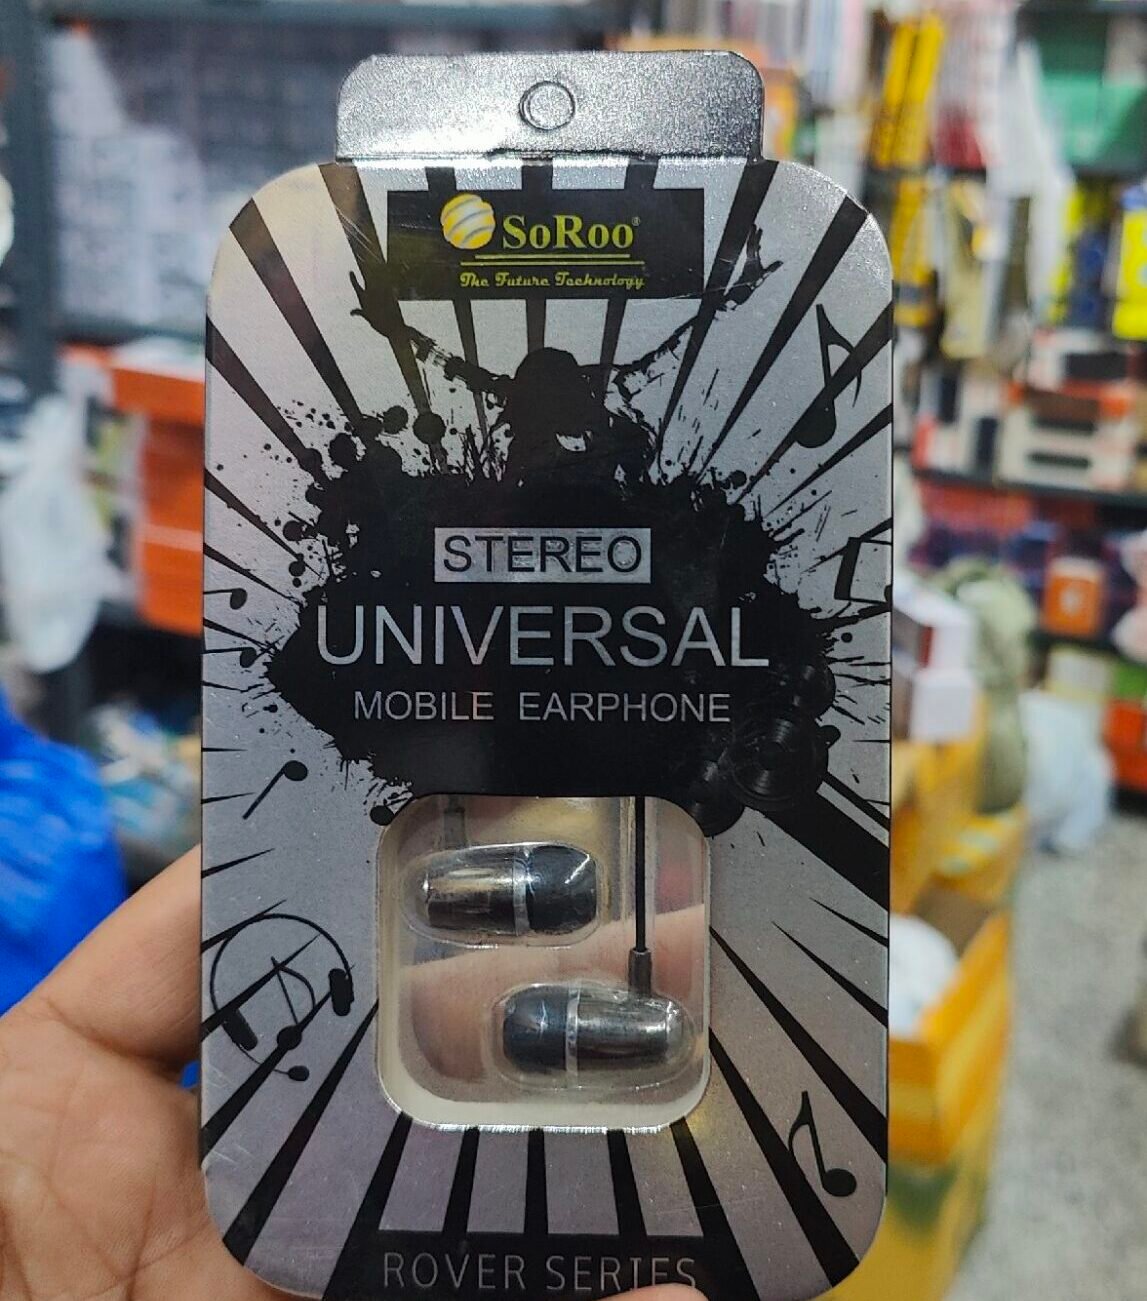 SoRoo®
The Future Technology
STEREO
UNIVERSAL
MOBILE EARPHONE
ROVER SERIES